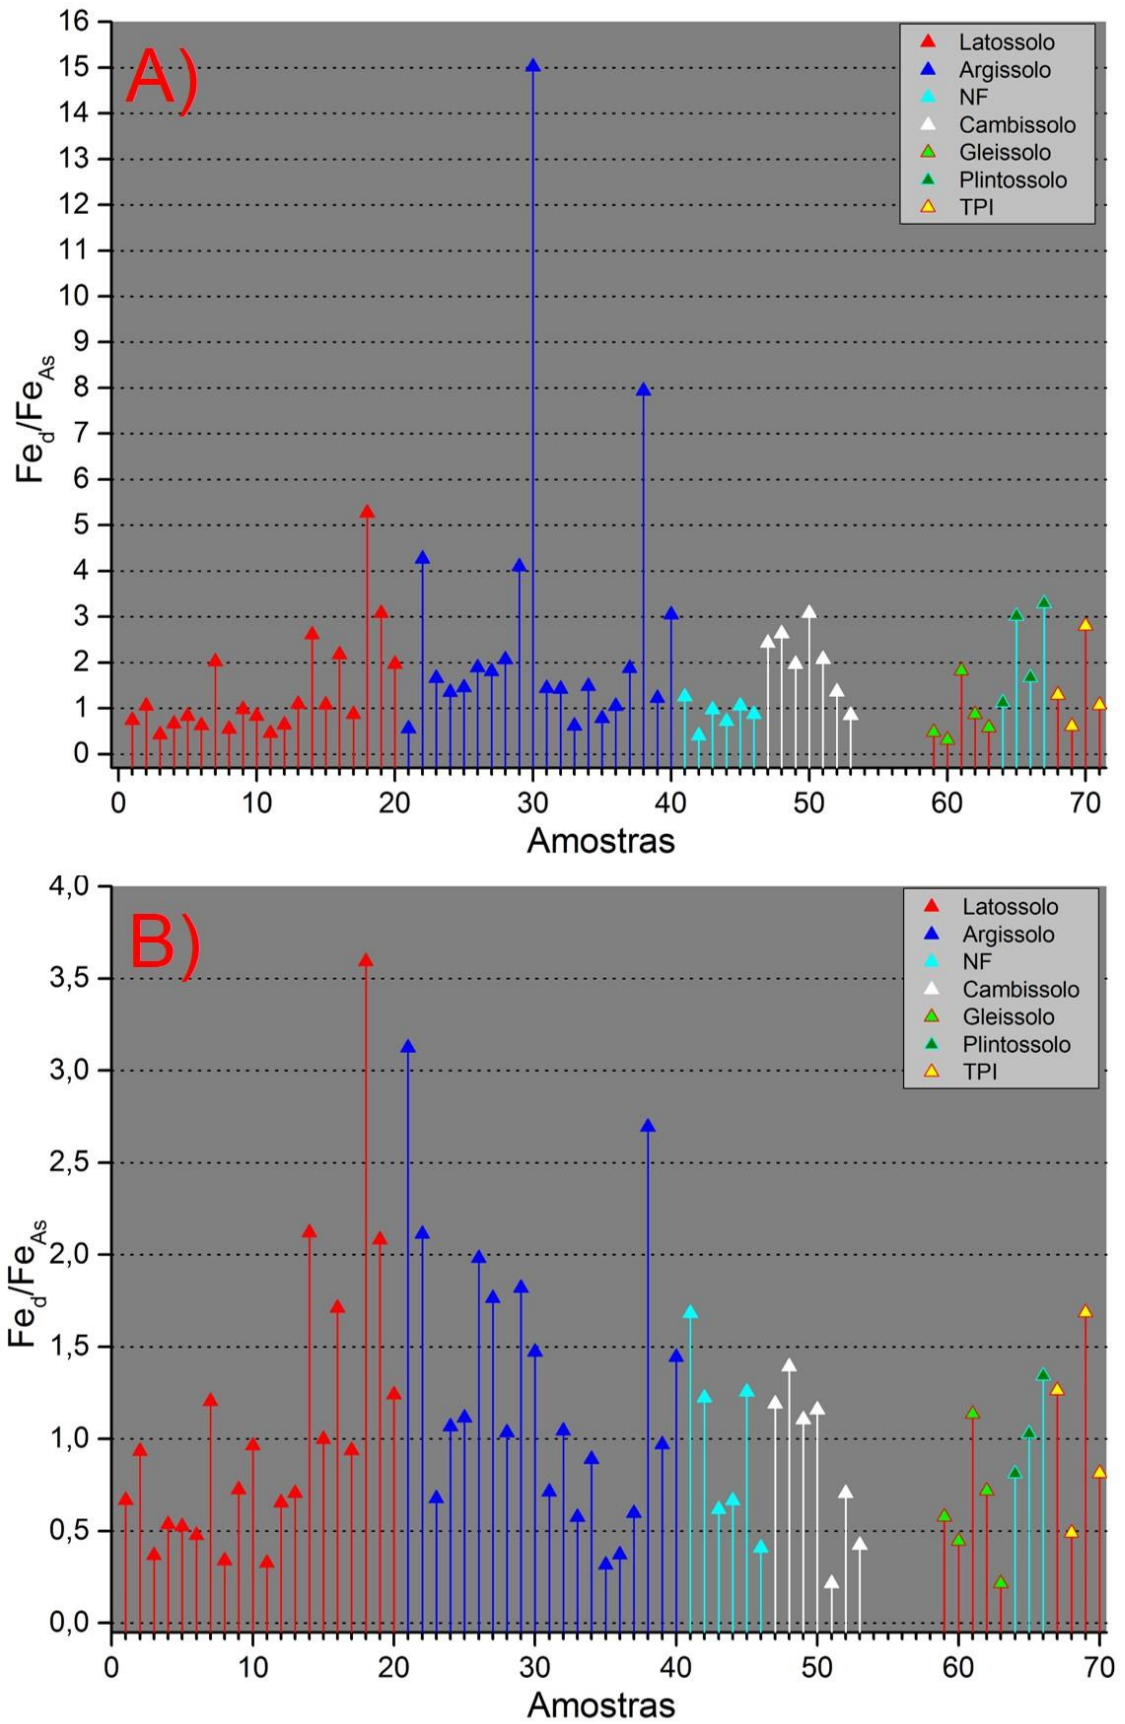 A)
16
15
14
13
12
11
10
9
8
7
6
5
4
3
2
1
0
Fed/FeAs
Latossolo
Argissolo
NF
Cambissolo
Gleissolo
Plintossolo
TPI
0 10 20 30 40 50 60 70
Amostras
B)
4,0
3,5
3,0
2,5
2,0
1,5
1,0
0,5
0,0
Fed/FeAs
Latossolo
Argissolo
NF
Cambissolo
Gleissolo
Plintossolo
TPI
0 10 20 30 40 50 60 70
Amostras